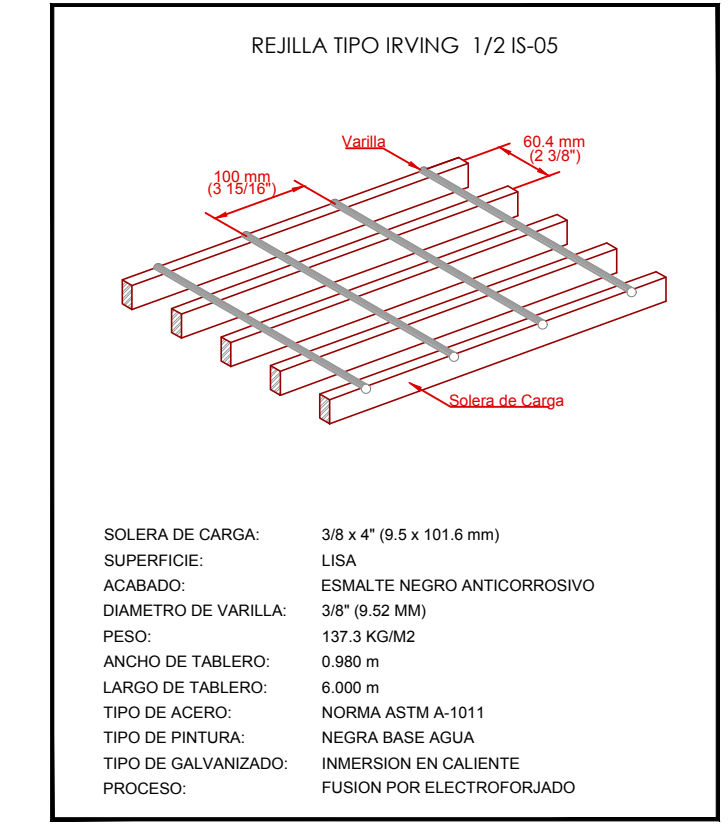 REJILLA TIPO IRVING 1/2 IS-05
Varilla
60.4 mm
(2 3/8")
100 mm
(3 15/16")
Solera de Carga
SOLERA DE CARGA: 3/8 x 4" (9.5 x 101.6 mm)
SUPERFICIE: LISA
ACABADO: ESMALTE NEGRO ANTICORROSIVO
DIAMETRO DE VARILLA: 3/8" (9.52 MM)
PESO: 137.3 KG/M2
ANCHO DE TABLERO: 0.980 m
LARGO DE TABLERO: 6.000 m
TIPO DE ACERO: NORMA ASTM A-1011
TIPO DE PINTURA: NEGRA BASE AGUA
TIPO DE GALVANIZADO: INMERSION EN CALIENTE
PROCESO: FUSION POR ELECTROFORJADO